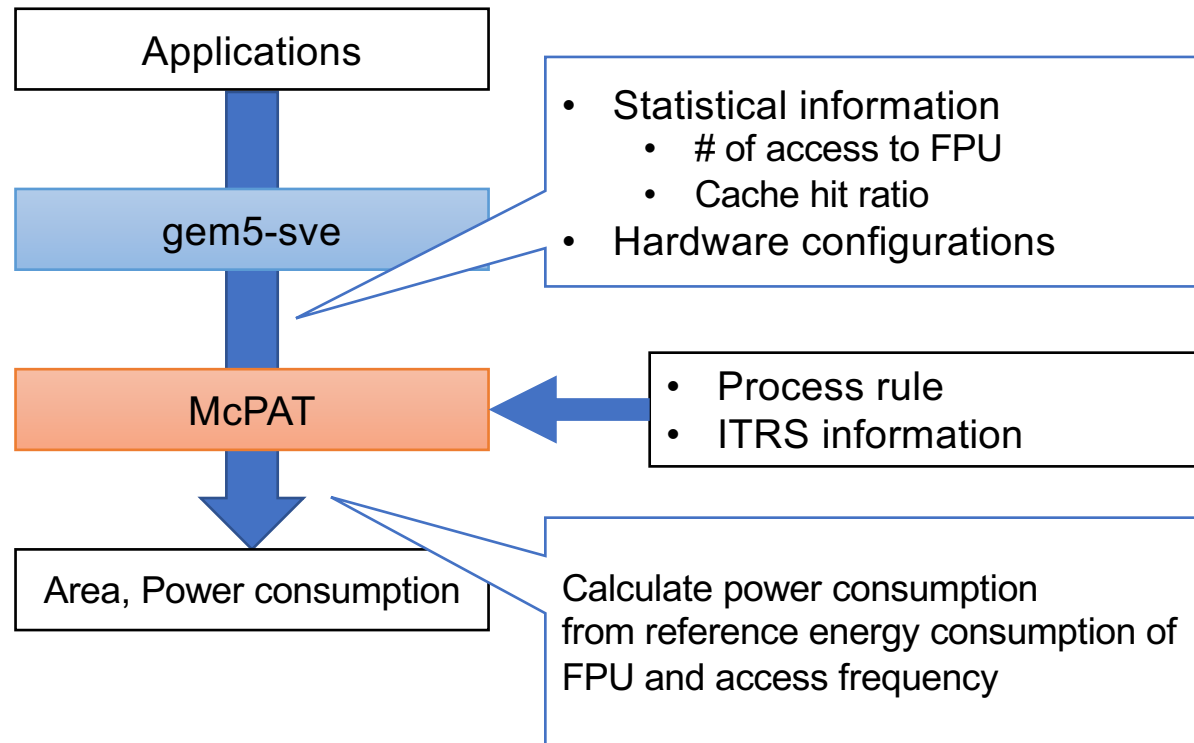 Applications
• Statistical information
• # of access to FPU
• Cache hit ratio
• Hardware configurations
gem5-sve
McPAT
• Process rule
• ITRS information
Area, Power consumption
Calculate power consumption
from reference energy consumption of
FPU and access frequency